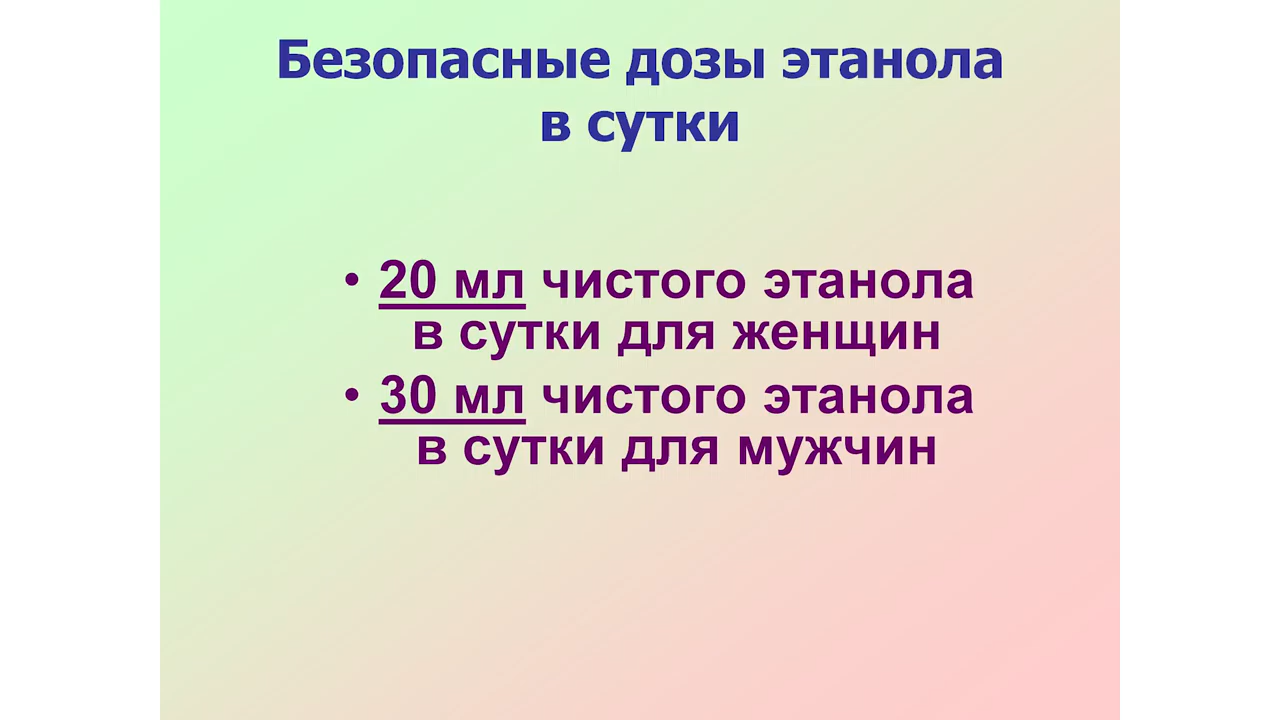 Безопасные дозы этанола
в сутки
• 20 мл чистого этанола
в сутки для женщин
• 30 мл чистого этанола
в сутки для мужчин